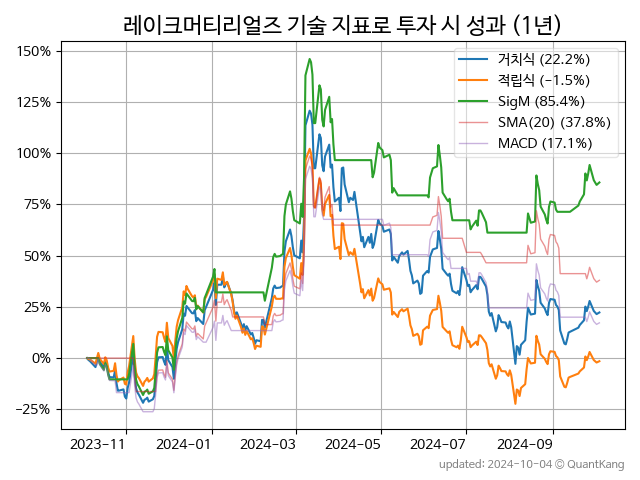 레이크머티리얼즈 기술 지표로 투자 시 성과 (1년)
거치식 (22.2%)
적립식 (−1.5%)
SigM (85.4%)
SMA(20) (37.8%)
MACD (17.1%)
150%
125%
100%
75%
50%
25%
0%
−25%
2023-11
2024-01
2024-03
2024-05
2024-07
2024-09
updated: 2024-10-04 © QuantKang